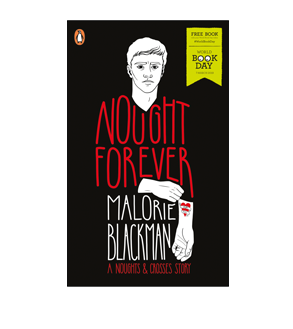 FREE BOOK
WORLD
BOOK
DAY
NOUGHT
FOREVER
MALORIE
BLACKMAN
A NOUGHTS & CROSSES STORY